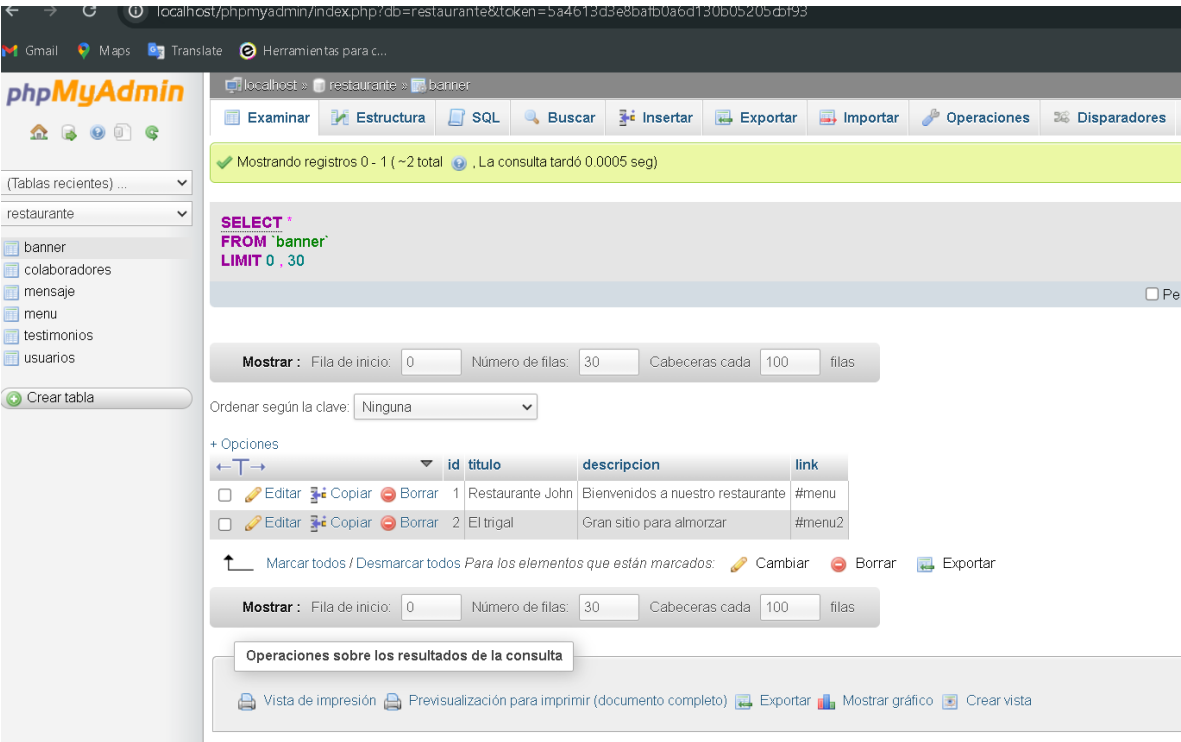 localhost/phpmyadmin/index.php?db=restaurante&token=5a4613d3e8bafb0a6d130b05205cbf93
Gmail Maps Translate Herramientas para c...
phpMyAdmin
(Tablas recientes) ...
restaurante
banner
colaboradores
mensaje
menu
testimonios
usuarios
Crear tabla
localhost » restaurante » banner
Examinar Estructura SQL Buscar Insertar Exportar Importar Operaciones Disparadores
Mostrando registros 0 - 1 ( ~2 total , La consulta tardó 0.0005 seg)
SELECT *
FROM `banner`
LIMIT 0 , 30
Pe
Mostrar : Fila de inicio: 0 Número de filas: 30 Cabeceras cada 100 filas
Ordenar según la clave: Ninguna
+ Opciones
←T→ id titulo descripcion link
Editar Copiar Borrar 1 Restaurante John Bienvenidos a nuestro restaurante #menu
Editar Copiar Borrar 2 El trigal Gran sitio para almorzar #menu2
Marcar todos / Desmarcar todos Para los elementos que están marcados: Cambiar Borrar Exportar
Mostrar : Fila de inicio: 0 Número de filas: 30 Cabeceras cada 100 filas
Operaciones sobre los resultados de la consulta
Vista de impresión Previsualización para imprimir (documento completo) Exportar Mostrar gráfico Crear vista